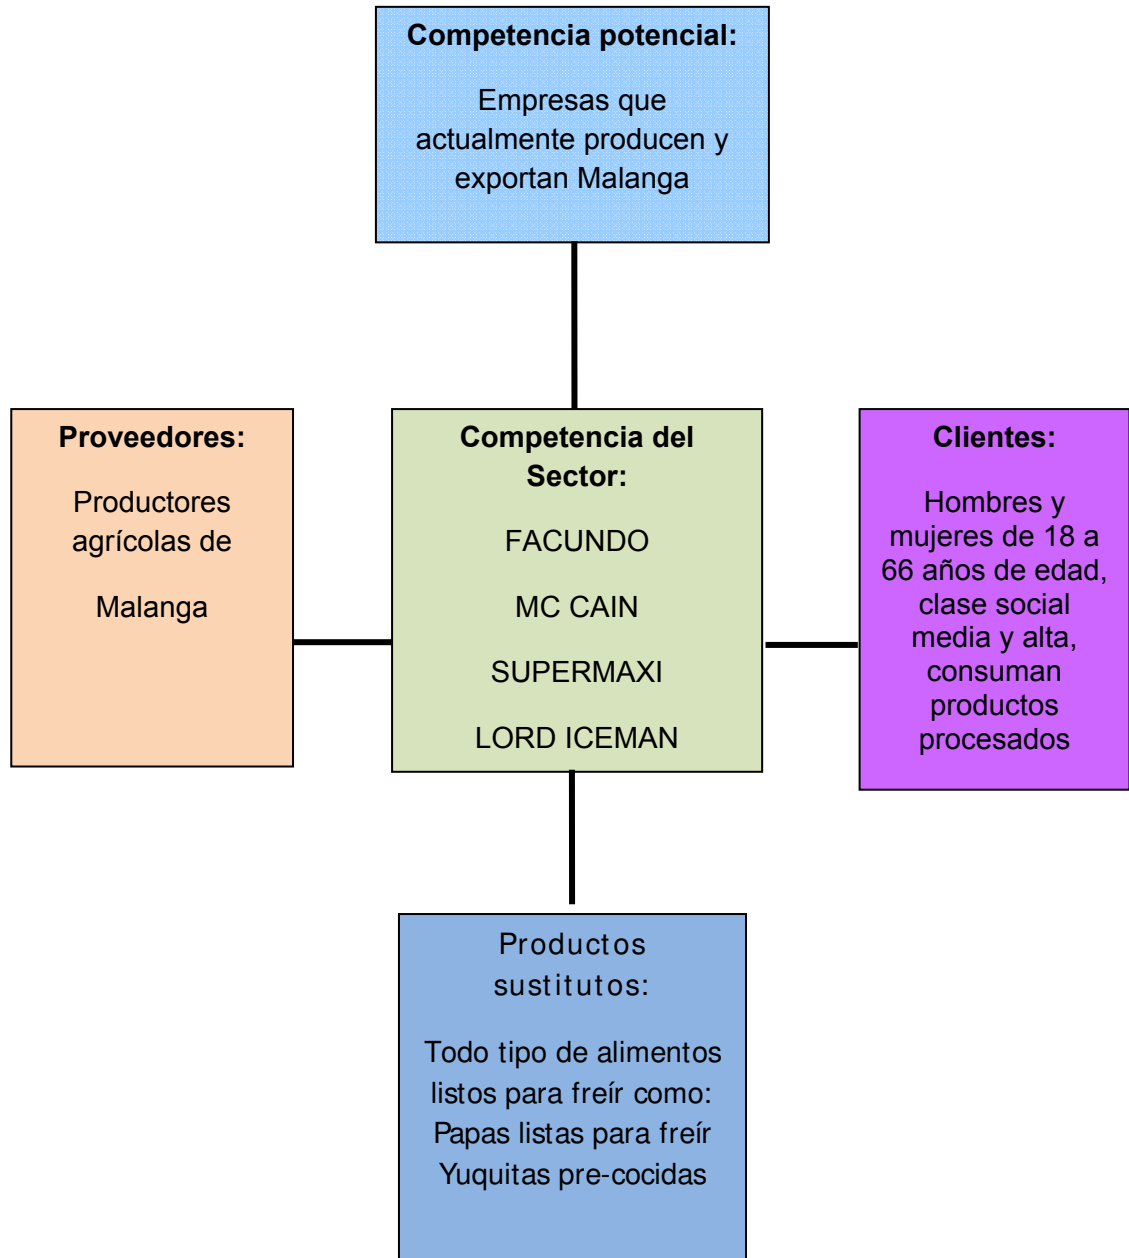 Competencia potencial:
Empresas que
actualmente producen y
exportan Malanga
Proveedores:
Productores
agrícolas de
Malanga
Competencia del
Sector:
FACUNDO
MC CAIN
SUPERMAXI
LORD ICEMAN
Clientes:
Hombres y
mujeres de 18 a
66 años de edad,
clase social
media y alta,
consuman
productos
procesados
Productos
sustitutos:
Todo tipo de alimentos
listos para freír como:
Papas listas para freír
Yuquitas pre-cocidas